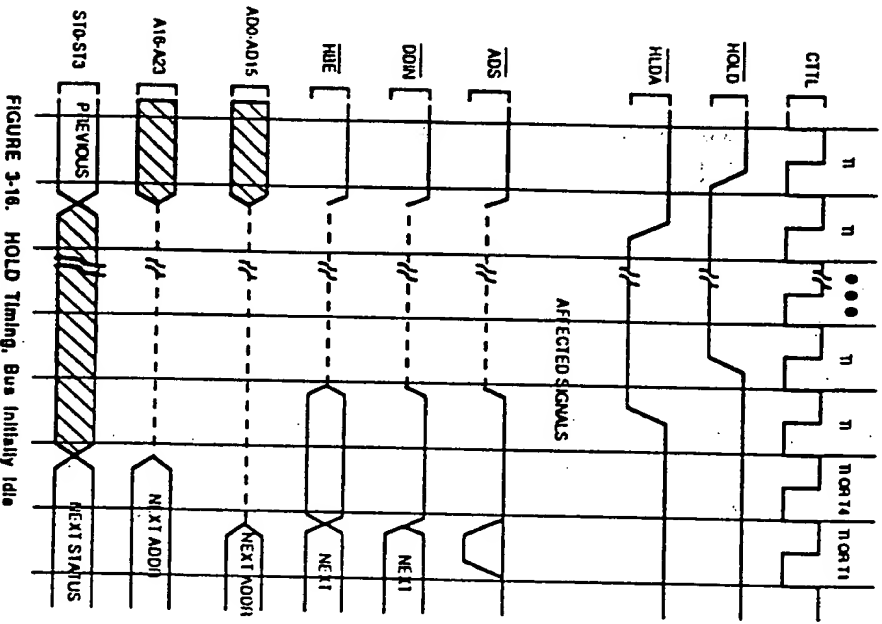 TI TI ● ● ● TI TI TI OR T4 TI OR T1
CTTL
HOLD
HLDA
AFFECTED SIGNALS
ADS
DDIN NEXT
HBE NEXT
AD0-AD15 NEXT ADDR
A16-A23 NEXT ADDR
ST0-ST3 PREVIOUS NEXT STATUS
FIGURE 3-16. HOLD Timing, Bus Initially Idle